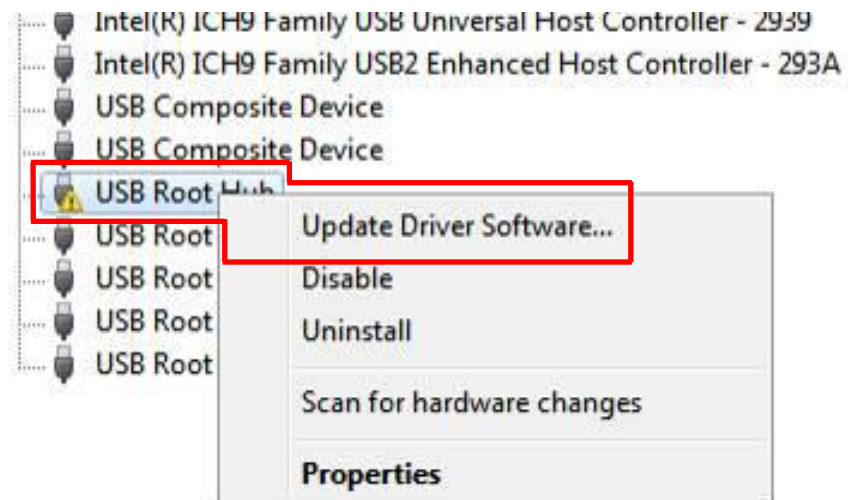 Intel(R) ICH9 Family USB Universal Host Controller - 2939
Intel(R) ICH9 Family USB2 Enhanced Host Controller - 293A
USB Composite Device
USB Composite Device
USB Root Hub
USB Root
USB Root
USB Root
USB Root
Update Driver Software...
Disable
Uninstall
Scan for hardware changes
Properties